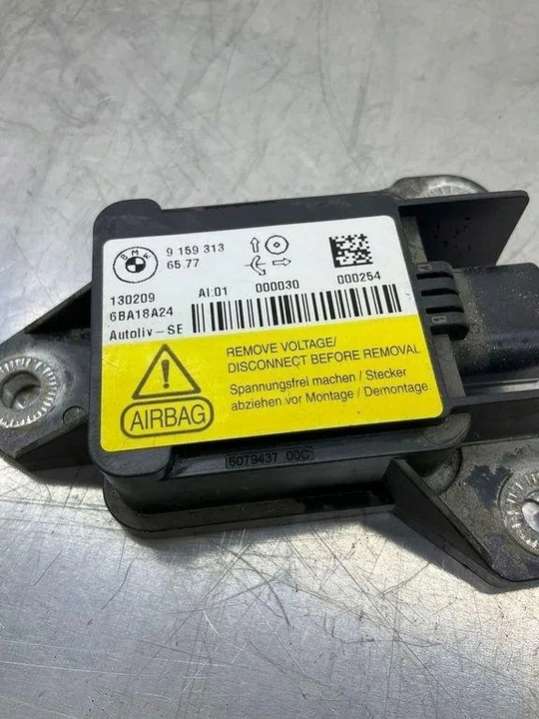 BMW
9 159 313
65.77
130209
AI:01
000030
000254
6BA18A24
Autoliv-SE
REMOVE VOLTAGE/
DISCONNECT BEFORE REMOVAL
Spannungsfrei machen / Stecker
abziehen vor Montage / Demontage
AIRBAG
6079437 00C